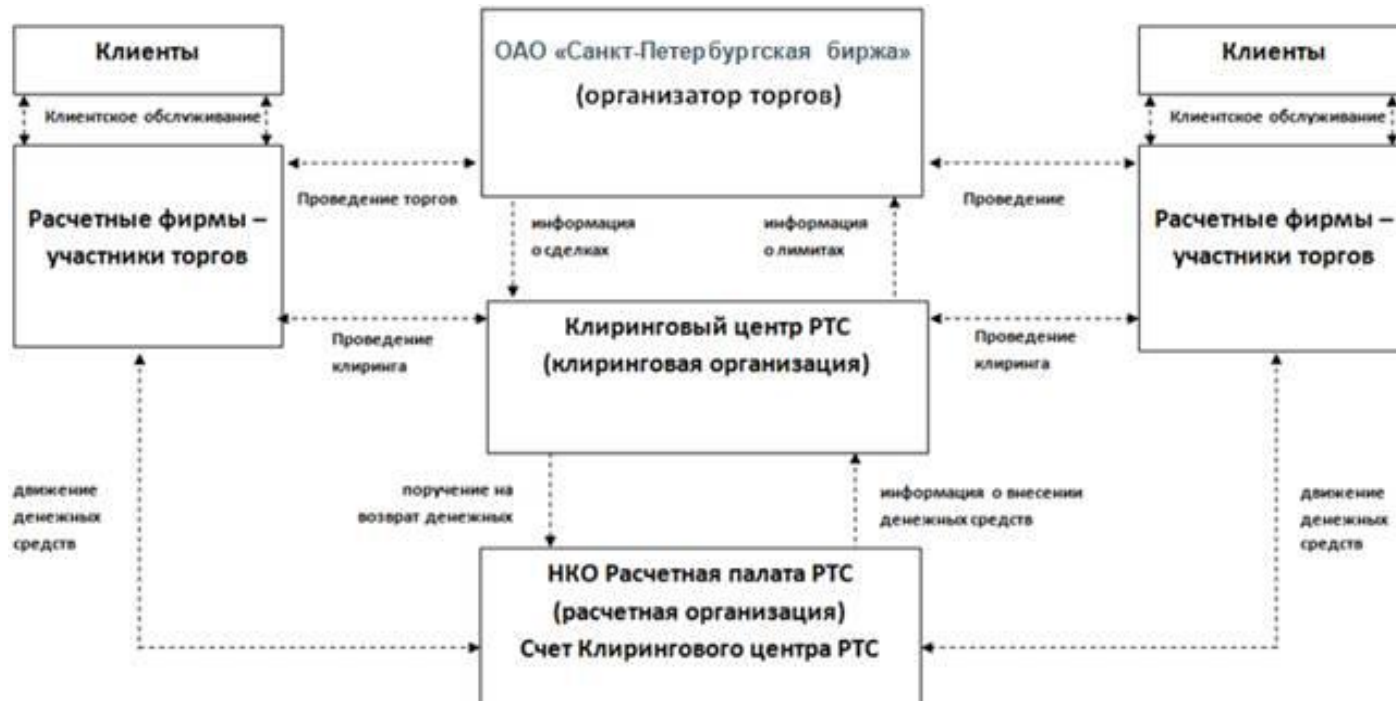 Клиенты
Клиентское обслуживание
Расчетные фирмы –
участники торгов
ОАО «Санкт-Петербургская биржа»
(организатор торгов)
Клиенты
Клиентское обслуживание
Расчетные фирмы –
участники торгов
Проведение торгов
Проведение
информация
о сделках
информация
о лимитах
Клиринговый центр РТС
(клиринговая организация)
Проведение
клиринга
Проведение
клиринга
движение
денежных
средств
поручение на
возврат денежных
информация о внесении
денежных средств
движение
денежных
средств
НКО Расчетная палата РТС
(расчетная организация)
Счет Клирингового центра РТС